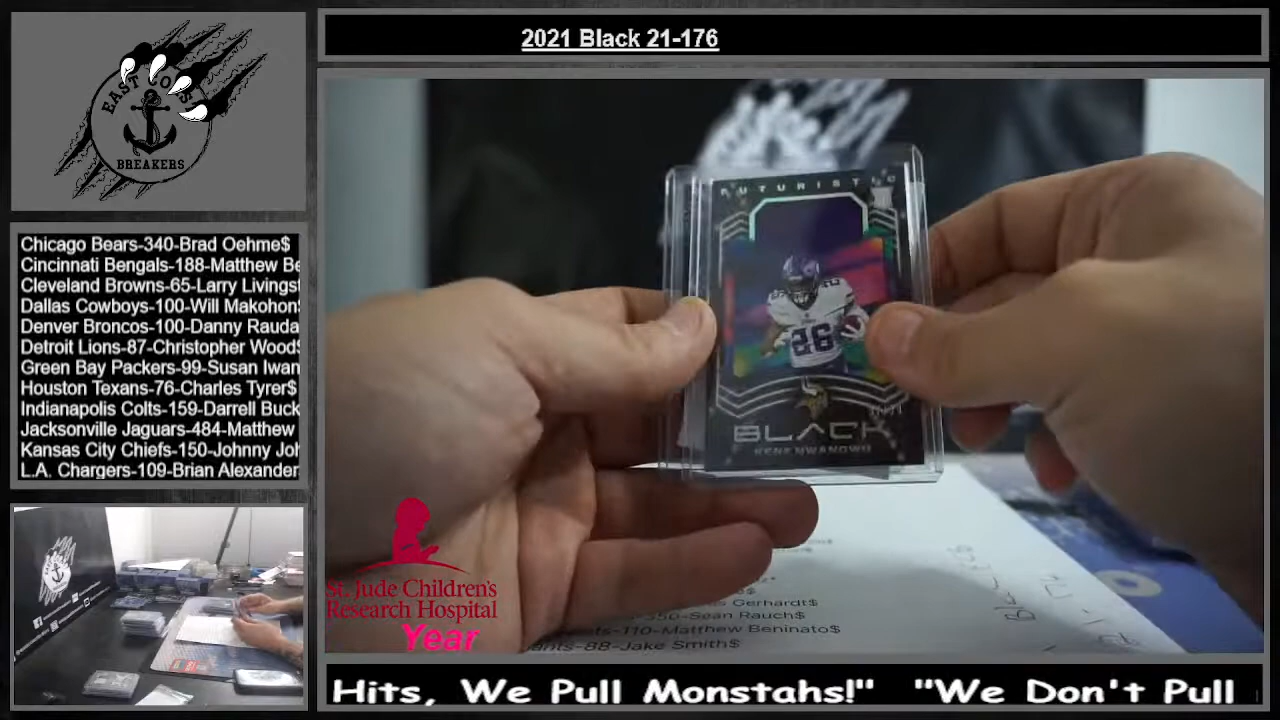 2021 Black 21-176
EAST COAST
BREAKERS
Chicago Bears-340-Brad Oehme$
Cincinnati Bengals-188-Matthew Be
Cleveland Browns-65-Larry Livingst
Dallas Cowboys-100-Will Makohon$
Denver Broncos-100-Danny Rauda
Detroit Lions-87-Christopher Wood$
Green Bay Packers-99-Susan Iwan
Houston Texans-76-Charles Tyrer$
Indianapolis Colts-159-Darrell Buck
Jacksonville Jaguars-484-Matthew
Kansas City Chiefs-150-Johnny Joh
L.A. Chargers-109-Brian Alexander
FUTURISTIC
26
BLACK
KENE NWANGWU
St. Jude Children's
Research Hospital
Year
Gerhardt$
-350-Sean Rauch$
ets-110-Matthew Beninato$
ants-88-Jake Smith$
Hits, We Pull Monstahs!" "We Don't Pull